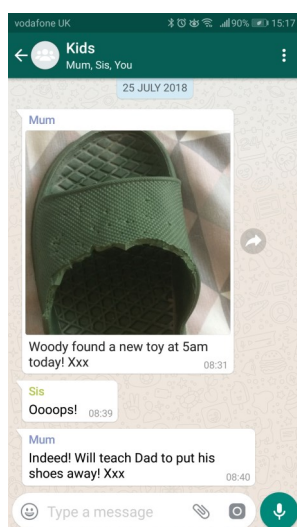 vodafone UK 90% 15:17
Kids
Mum, Sis, You
25 JULY 2018
Mum
Woody found a new toy at 5am
today! Xxx
08:31
Sis
Oooops! 08:39
Mum
Indeed! Will teach Dad to put his
shoes away! Xxx
08:40
Type a message